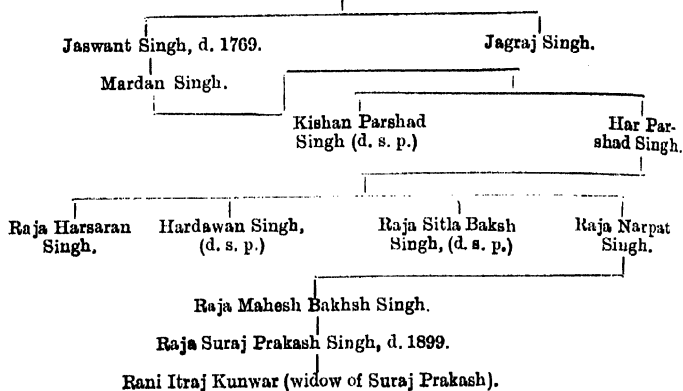 Jaswant Singh, d. 1769. Jagraj Singh.
Mardan Singh.
Kishan Parshad Har Par-
Singh (d. s. p.) shad Singh.
Raja Harsaran Hardawan Singh, Raja Sitla Baksh Raja Narpat
Singh. (d. s. p.) Singh, (d. s. p.) Singh.
Raja Mahesh Bakhsh Singh.
Raja Suraj Prakash Singh, d. 1899.
Rani Itraj Kunwar (widow of Suraj Prakash).